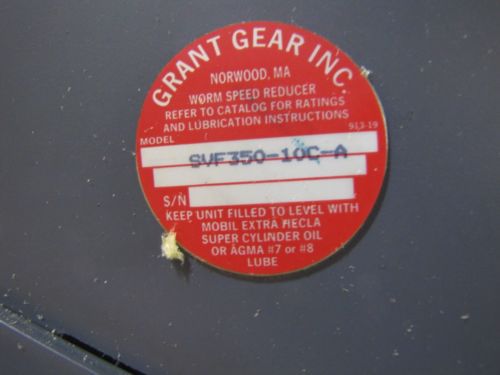 GRANT GEAR INC.
NORWOOD, MA
WORM SPEED REDUCER
REFER TO CATALOG FOR RATINGS
AND LUBRICATION INSTRUCTIONS
MODEL
913-19
SVF350-10C-A
S/N
KEEP UNIT FILLED TO LEVEL WITH
MOBIL EXTRA HECLA
SUPER CYLINDER OIL
OR AGMA #7 or #8
LUBE